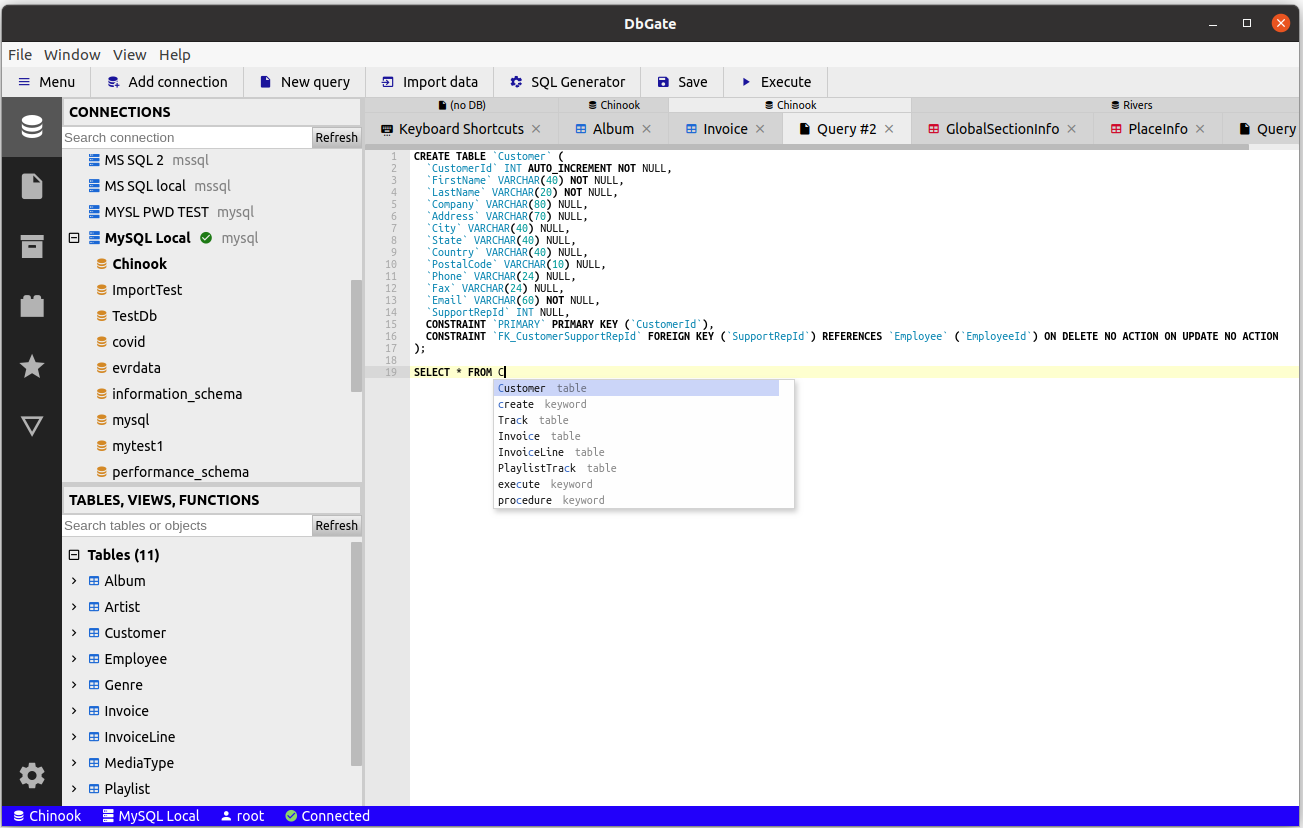 DbGate
File Window View Help
Menu Add connection New query Import data SQL Generator Save Execute
CONNECTIONS
Search connection Refresh
MS SQL 2 mssql
MS SQL local mssql
MYSL PWD TEST mysql
MySQL Local mysql
Chinook
ImportTest
TestDb
covid
evrdata
information_schema
mysql
mytest1
performance_schema
TABLES, VIEWS, FUNCTIONS
Search tables or objects Refresh
Tables (11)
Album
Artist
Customer
Employee
Genre
Invoice
InvoiceLine
MediaType
Playlist
(no DB) Chinook Chinook Rivers
Keyboard Shortcuts Album Invoice Query #2 GlobalSectionInfo PlaceInfo Query
1 CREATE TABLE `Customer` (
2 `CustomerId` INT AUTO_INCREMENT NOT NULL,
3 `FirstName` VARCHAR(40) NOT NULL,
4 `LastName` VARCHAR(20) NOT NULL,
5 `Company` VARCHAR(80) NULL,
6 `Address` VARCHAR(70) NULL,
7 `City` VARCHAR(40) NULL,
8 `State` VARCHAR(40) NULL,
9 `Country` VARCHAR(40) NULL,
10 `PostalCode` VARCHAR(10) NULL,
11 `Phone` VARCHAR(24) NULL,
12 `Fax` VARCHAR(24) NULL,
13 `Email` VARCHAR(60) NOT NULL,
14 `SupportRepId` INT NULL,
15 CONSTRAINT `PRIMARY` PRIMARY KEY (`CustomerId`),
16 CONSTRAINT `FK_CustomerSupportRepId` FOREIGN KEY (`SupportRepId`) REFERENCES `Employee` (`EmployeeId`) ON DELETE NO ACTION ON UPDATE NO ACTION
17 );
18
19 SELECT * FROM C
Customer table
create keyword
Track table
Invoice table
InvoiceLine table
PlaylistTrack table
execute keyword
procedure keyword
Chinook MySQL Local root Connected